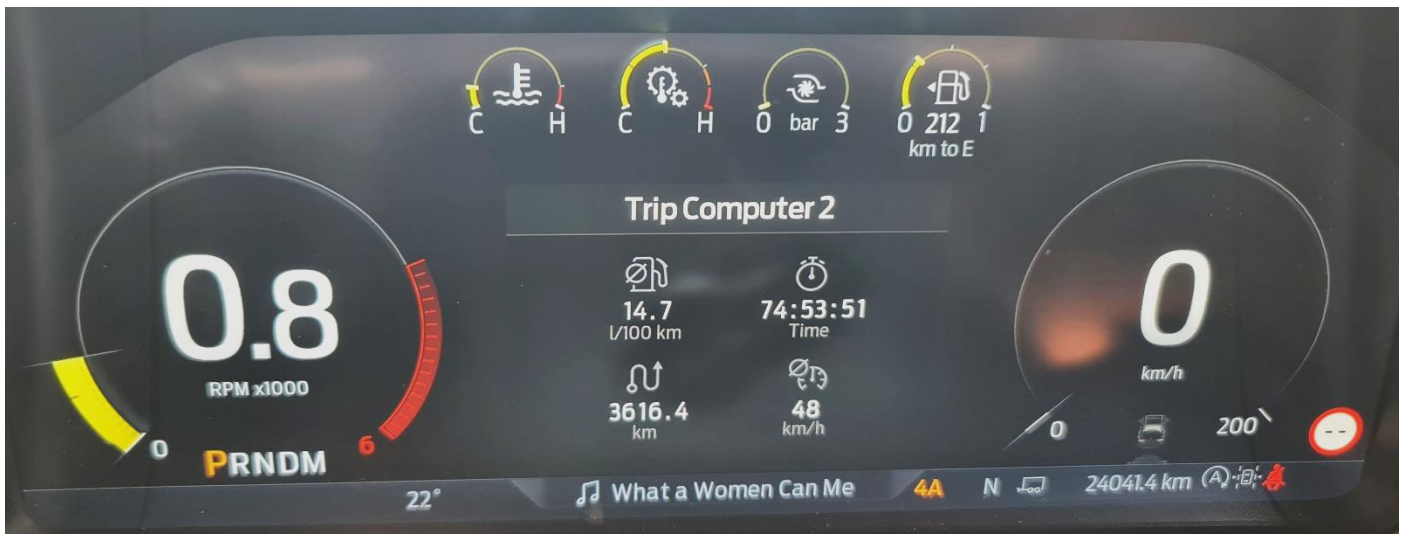 C H
C H
0 bar 3
0 212 1
km to E
Trip Computer 2
14.7
l/100 km
74:53:51
Time
3616.4
km
48
km/h
0.8
RPM x1000
0
6
PRNDM
0
km/h
0
200
--
22°
What a Women Can Me
4A
N
24041.4 km
A